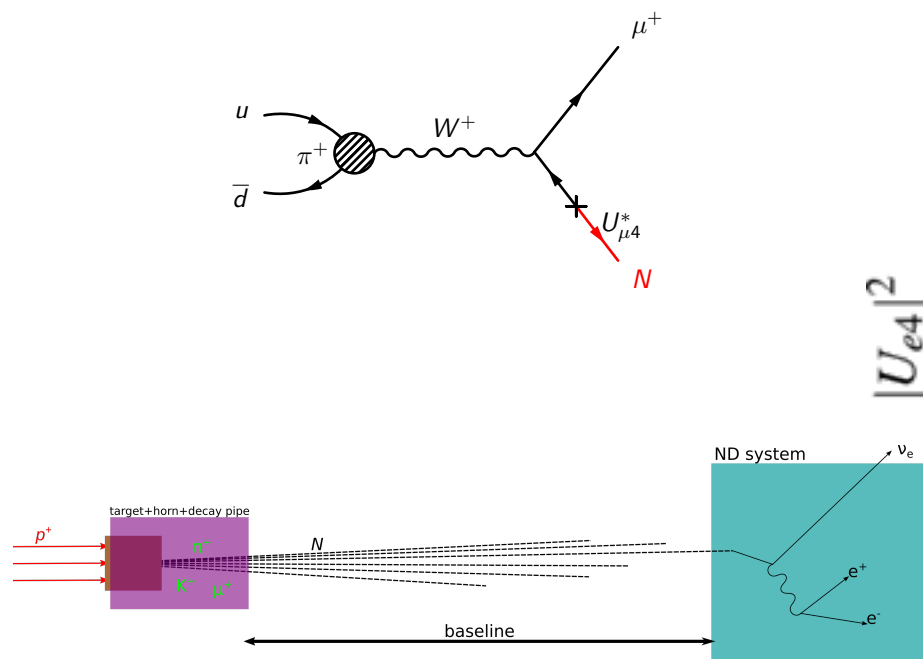 μ⁺
u
W⁺
π⁺
d̅
U*μ4
N
|Ue4|²
ND system
νe
target+horn+decay pipe
p⁺
π⁺
N
K
μ⁺
e⁺
e⁻
baseline